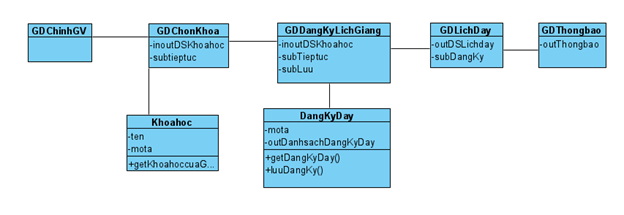 GDChinhGV
GDChonKhoa
-inoutDSKhoahoc
-subtieptuc
GDDangKyLichGiang
-inoutDSKhoahoc
-subTieptuc
-subLuu
GDLichDay
-outDSLichday
-subDangKy
GDThongbao
-outThongbao
Khoahoc
-ten
-mota
+getKhoahoccuaG...
DangKyDay
-mota
-outDanhsachDangKyDay
+getDangKyDay()
+luuDangKy()